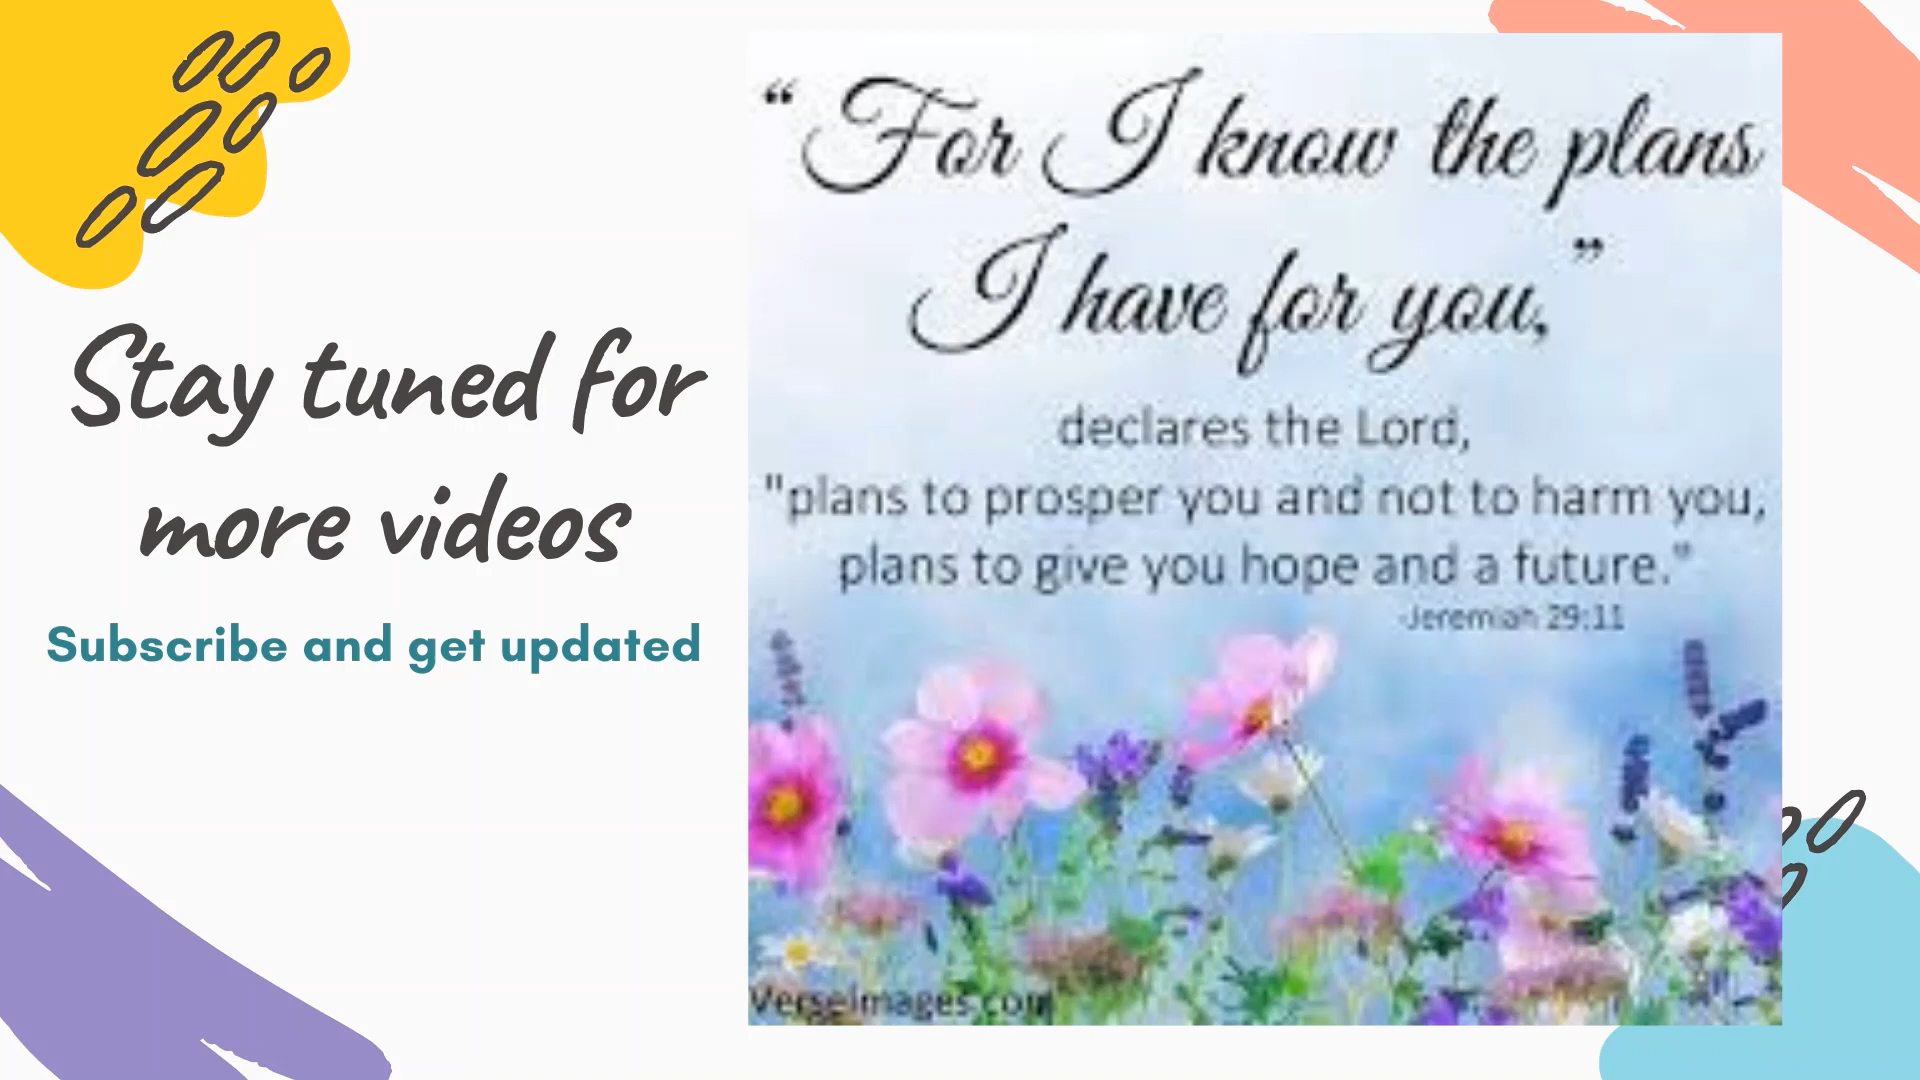 Stay tuned for
more videos
Subscribe and get updated
“For I know the plans
I have for you,”
declares the Lord,
"plans to prosper you and not to harm you,
plans to give you hope and a future."
-Jeremiah 29:11
VerseImages.com